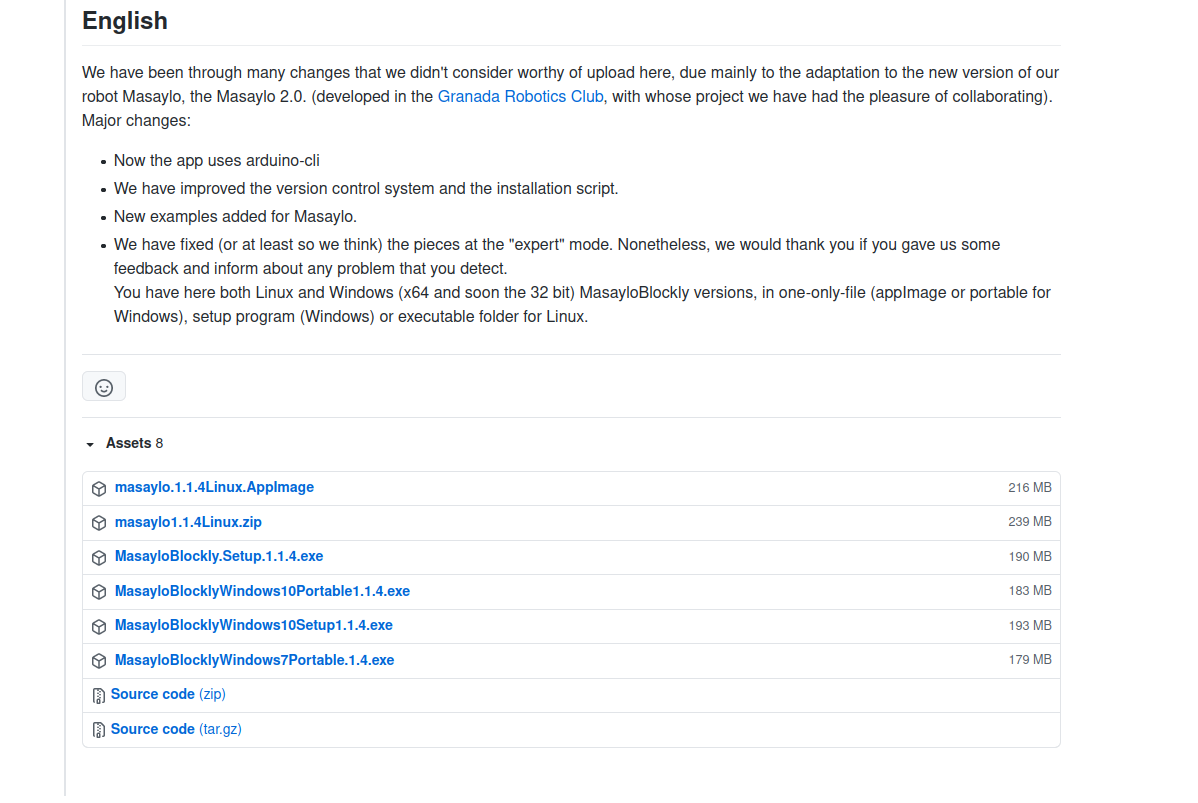 English
We have been through many changes that we didn't consider worthy of upload here, due mainly to the adaptation to the new version of our
robot Masaylo, the Masaylo 2.0. (developed in the Granada Robotics Club, with whose project we have had the pleasure of collaborating).
Major changes:
Now the app uses arduino-cli
We have improved the version control system and the installation script.
New examples added for Masaylo.
We have fixed (or at least so we think) the pieces at the "expert" mode. Nonetheless, we would thank you if you gave us some
feedback and inform about any problem that you detect.
You have here both Linux and Windows (x64 and soon the 32 bit) MasayloBlockly versions, in one-only-file (appImage or portable for
Windows), setup program (Windows) or executable folder for Linux.
Assets 8
masaylo.1.1.4Linux.AppImage 216 MB
masaylo1.1.4Linux.zip 239 MB
MasayloBlockly.Setup.1.1.4.exe 190 MB
MasayloBlocklyWindows10Portable1.1.4.exe 183 MB
MasayloBlocklyWindows10Setup1.1.4.exe 193 MB
MasayloBlocklyWindows7Portable.1.4.exe 179 MB
Source code (zip)
Source code (tar.gz)